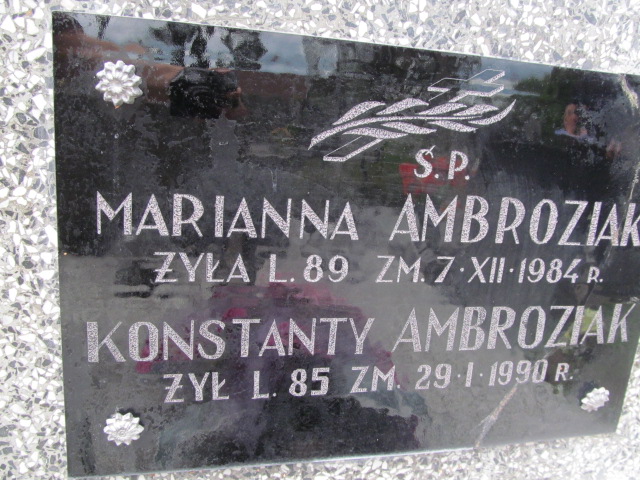 Ś.P.
MARIANNA AMBROZIAK
ŻYŁA L. 89 ZM. 7·XII·1984 R.
KONSTANTY AMBROZIAK
ŻYŁ L. 85 ZM. 29·I·1990 R.